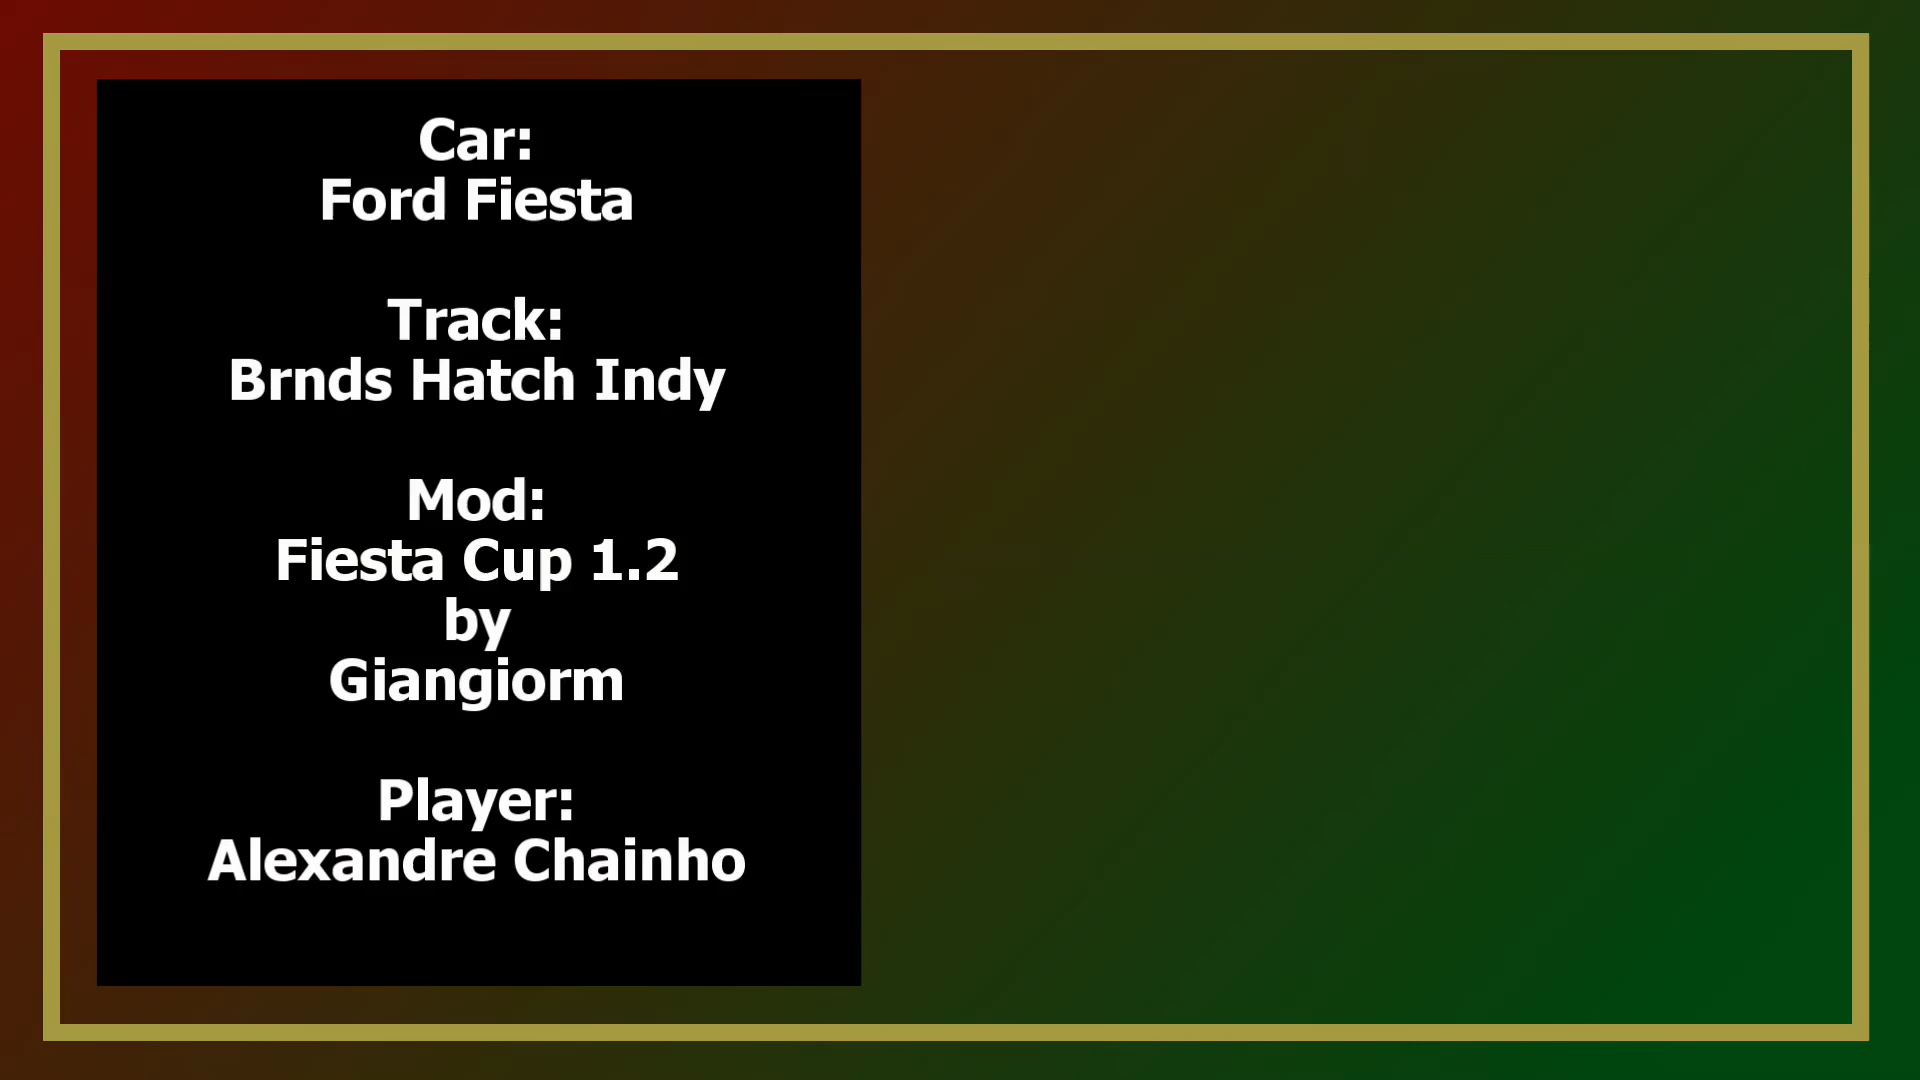 Car:
Ford Fiesta
Track:
Brnds Hatch Indy
Mod:
Fiesta Cup 1.2
by
Giangiorm
Player:
Alexandre Chainho